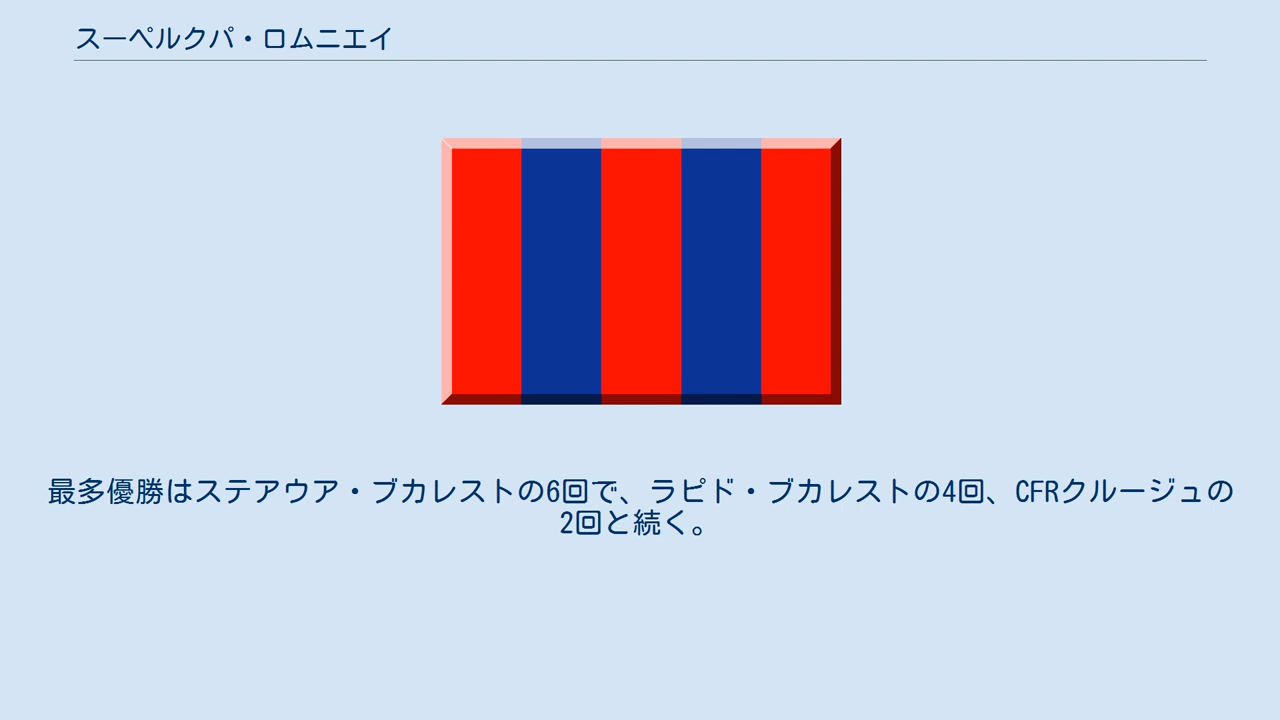 スーペルクパ・ロムニエイ
最多優勝はステアウア・ブカレストの6回で、ラピド・ブカレストの4回、CFRクルージュの
2回と続く。